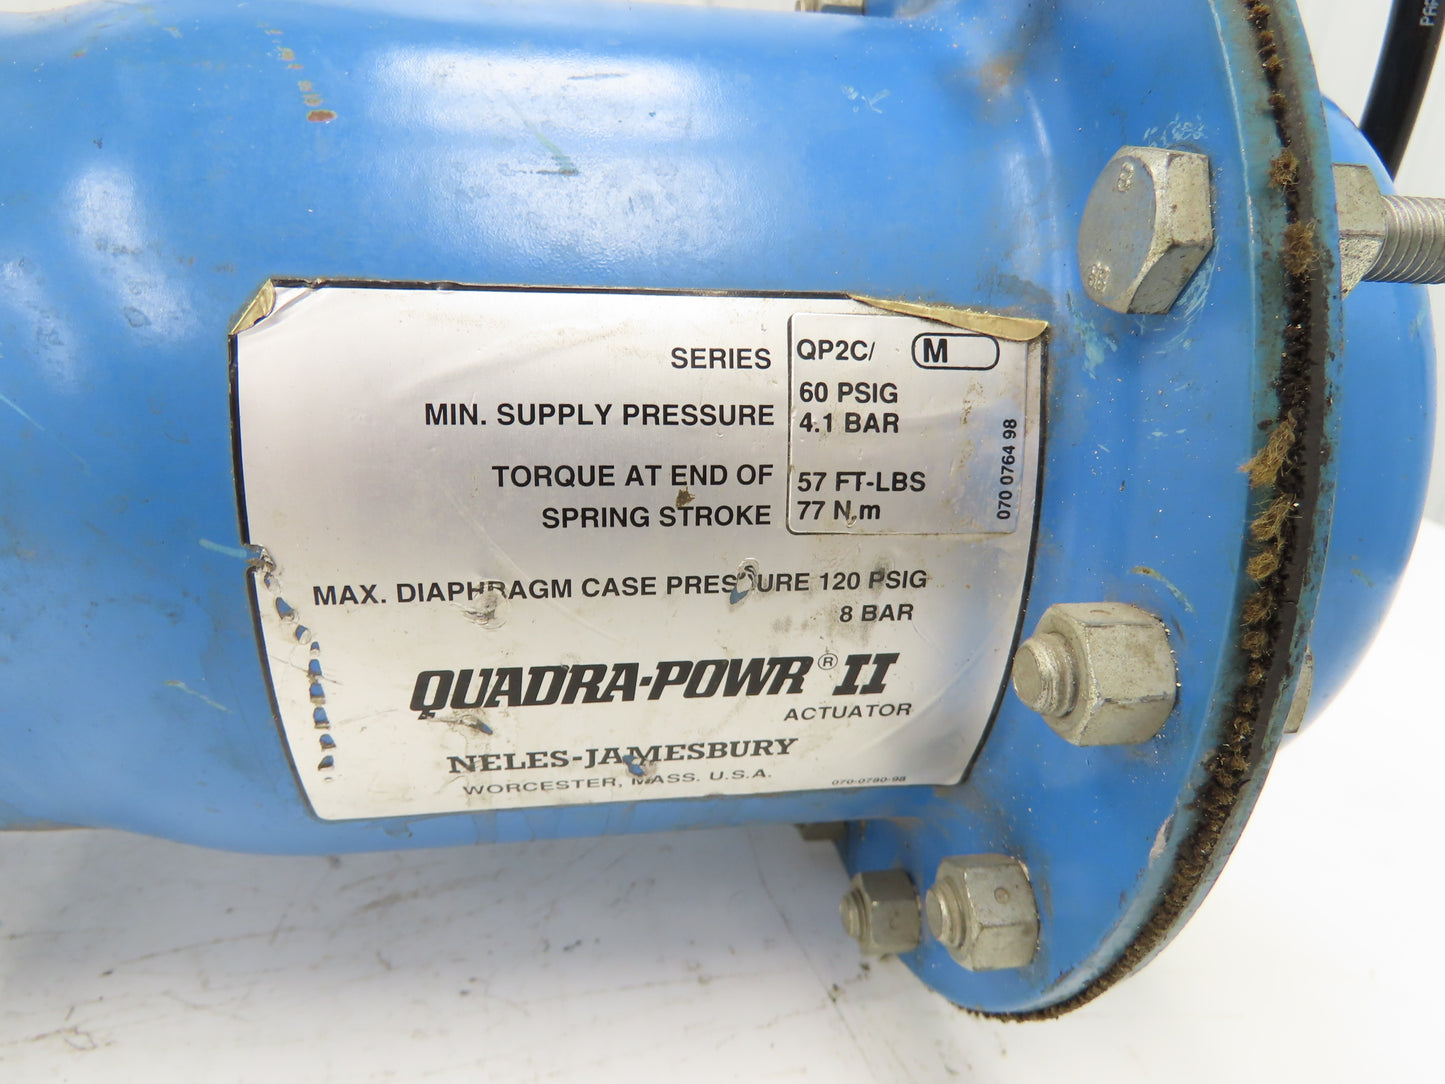 SERIES QP2C/ M
MIN. SUPPLY PRESSURE 60 PSIG
4.1 BAR
TORQUE AT END OF 57 FT-LBS
SPRING STROKE 77 N.m
070 0764 98
MAX. DIAPHRAGM CASE PRESSURE 120 PSIG
8 BAR
QUADRA-POWR® II
ACTUATOR
NELES-JAMESBURY
WORCESTER, MASS. U.S.A.
070-0780-98